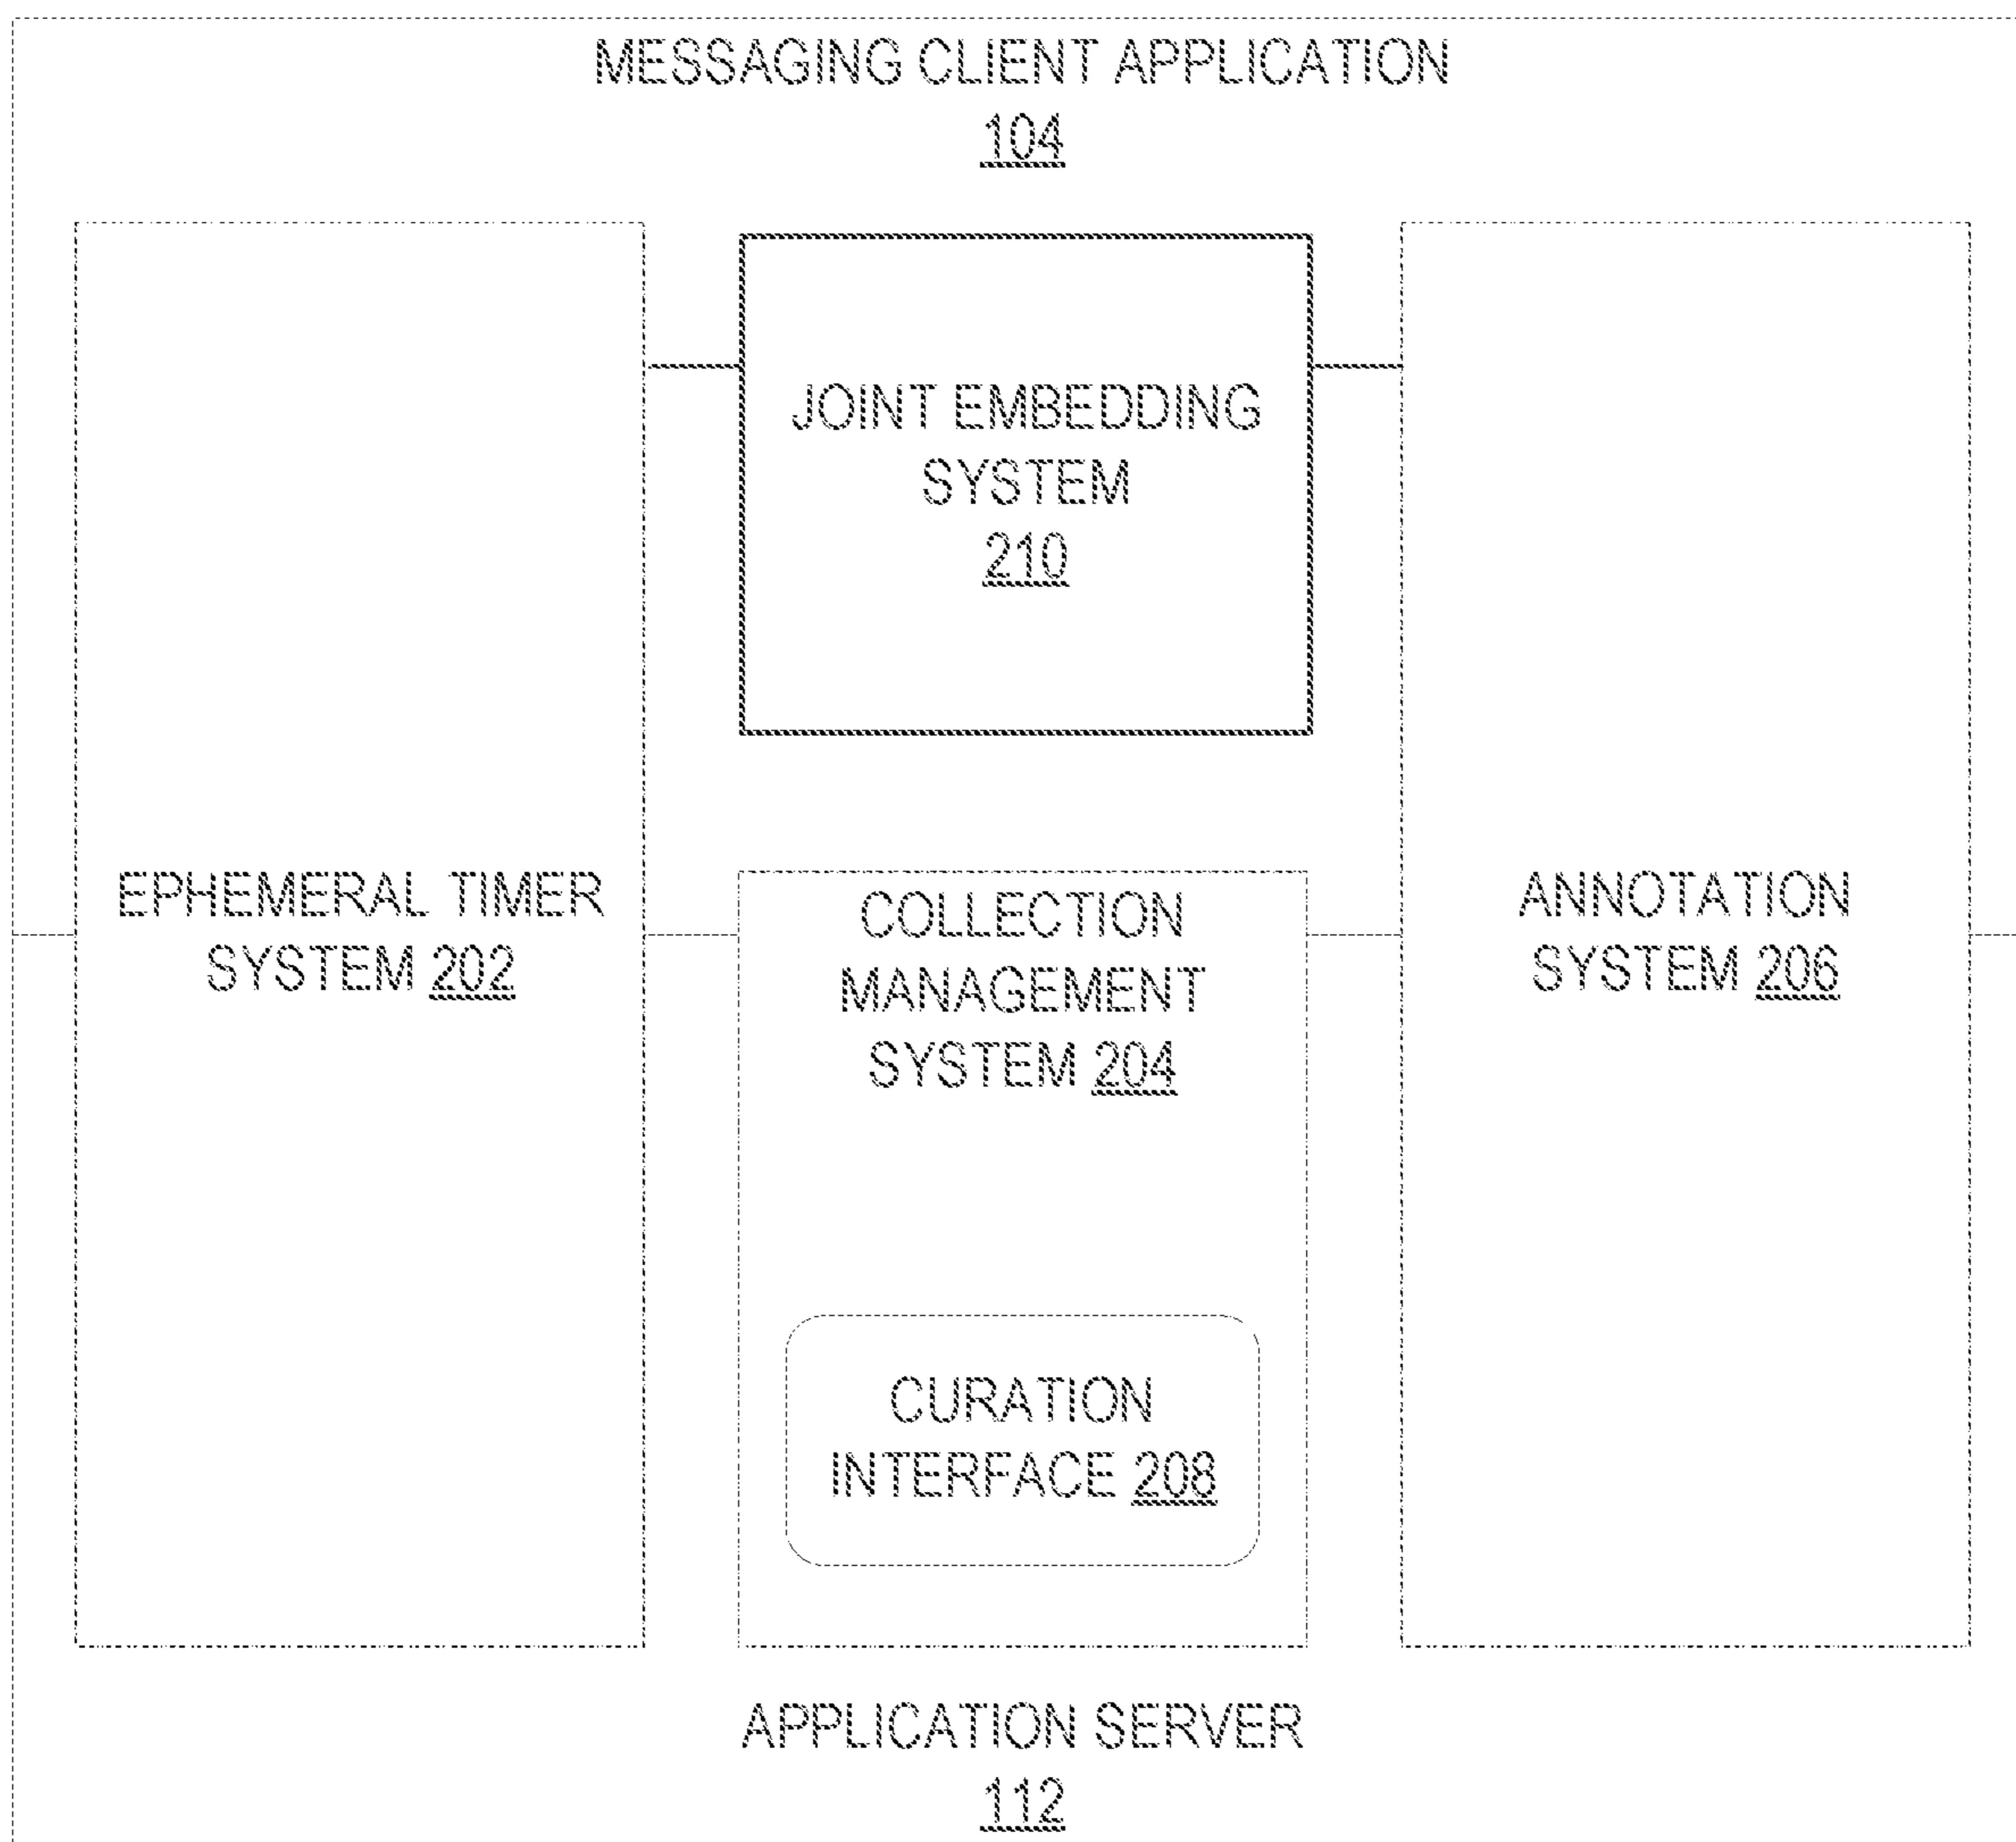 MESSAGING CLIENT APPLICATION
104
JOINT EMBEDDING
SYSTEM
210
EPHEMERAL TIMER
SYSTEM 202
COLLECTION
MANAGEMENT
SYSTEM 204
ANNOTATION
SYSTEM 206
CURATION
INTERFACE 208
APPLICATION SERVER
112